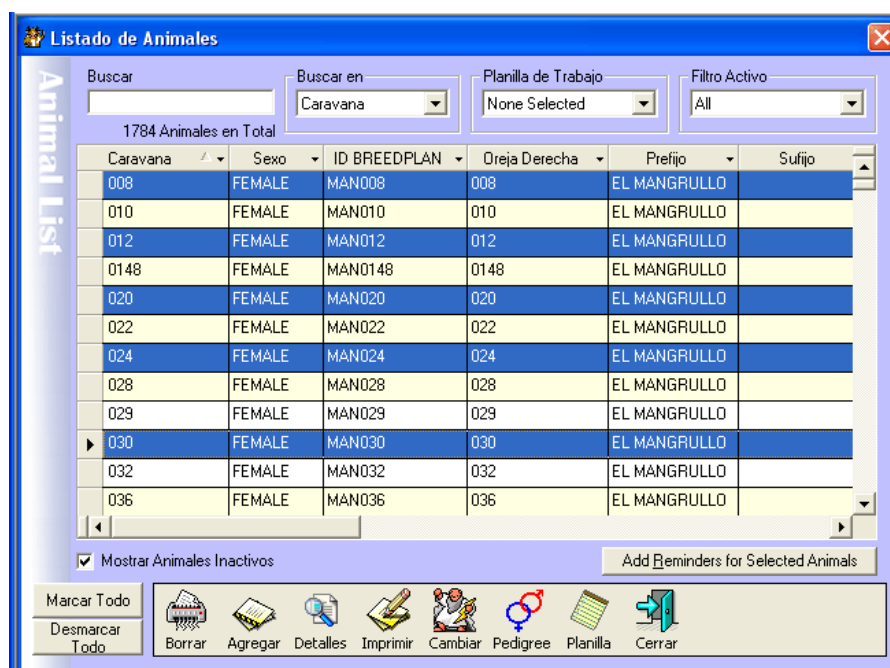 Listado de Animales
Animal List
Buscar
Buscar en
Caravana
Planilla de Trabajo
None Selected
Filtro Activo
All
1784 Animales en Total
Caravana Sexo ID BREEDPLAN Oreja Derecha Prefijo Sufijo
008 FEMALE MAN008 008 EL MANGRULLO
010 FEMALE MAN010 010 EL MANGRULLO
012 FEMALE MAN012 012 EL MANGRULLO
0148 FEMALE MAN0148 0148 EL MANGRULLO
020 FEMALE MAN020 020 EL MANGRULLO
022 FEMALE MAN022 022 EL MANGRULLO
024 FEMALE MAN024 024 EL MANGRULLO
028 FEMALE MAN028 028 EL MANGRULLO
029 FEMALE MAN029 029 EL MANGRULLO
030 FEMALE MAN030 030 EL MANGRULLO
032 FEMALE MAN032 032 EL MANGRULLO
036 FEMALE MAN036 036 EL MANGRULLO
Mostrar Animales Inactivos
Add Reminders for Selected Animals
Marcar Todo
Desmarcar
Todo
Borrar Agregar Detalles Imprimir Cambiar Pedigree Planilla Cerrar